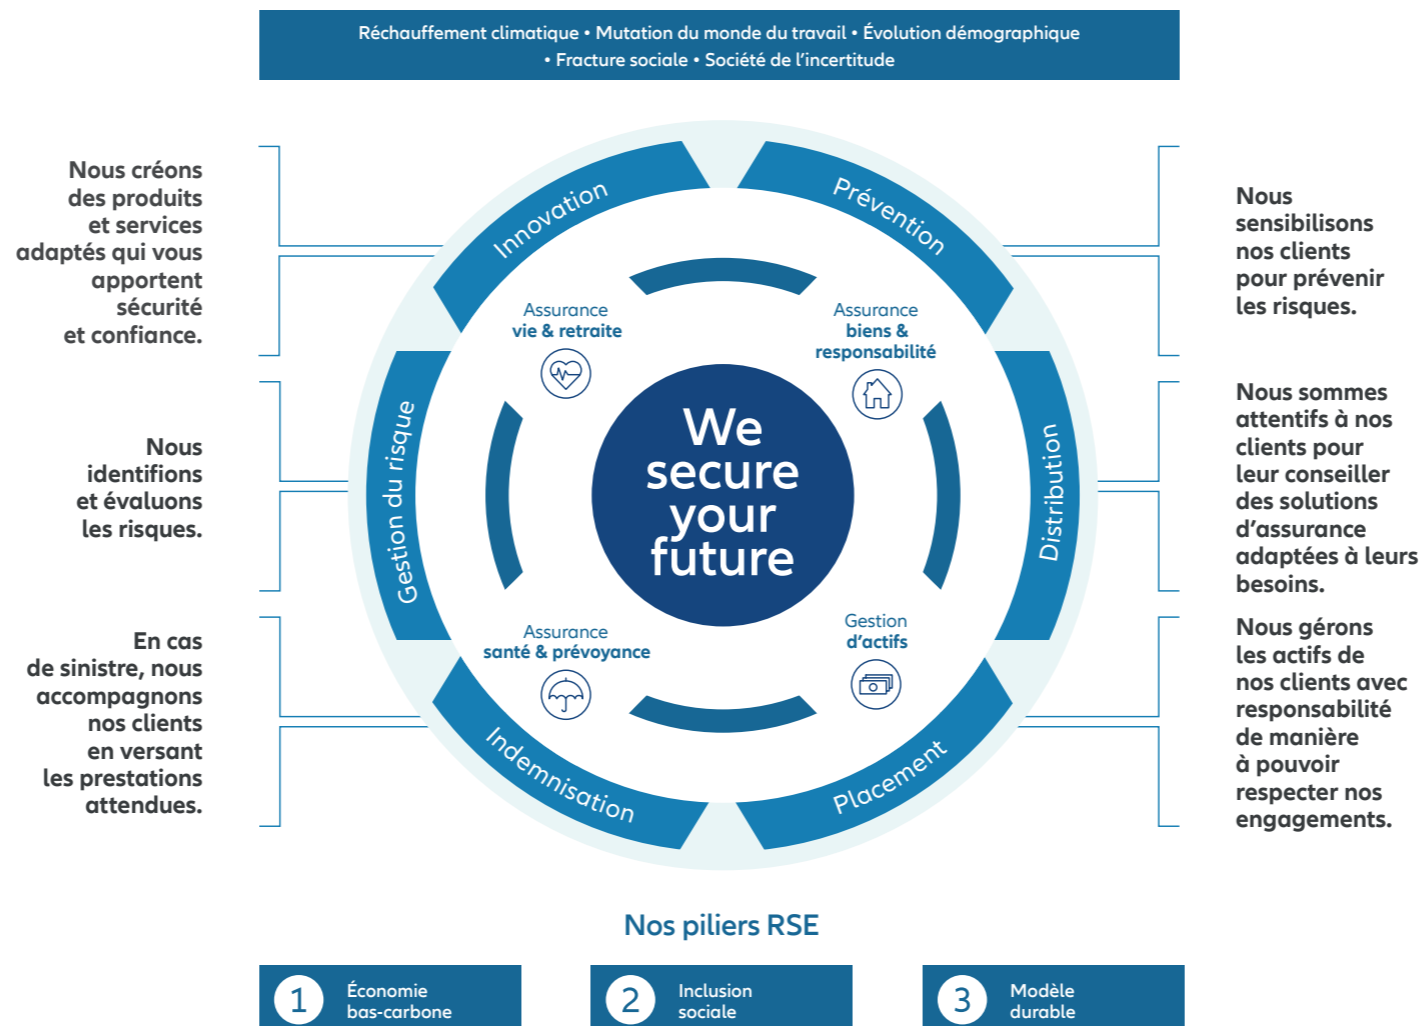 Réchauffement climatique • Mutation du monde du travail • Évolution démographique
• Fracture sociale • Société de l’incertitude
Nous créons
des produits
et services
adaptés qui vous
apportent
sécurité
et confiance.
Nous
identifions
et évaluons
les risques.
En cas
de sinistre, nous
accompagnons
nos clients
en versant
les prestations
attendues.
Innovation
Prévention
Gestion du risque
Distribution
Indemnisation
Placement
Assurance
vie & retraite
Assurance
biens &
responsabilité
We
secure
your
future
Assurance
santé & prévoyance
Gestion
d’actifs
Nous
sensibilisons
nos clients
pour prévenir
les risques.
Nous sommes
attentifs à nos
clients pour
leur conseiller
des solutions
d’assurance
adaptées à leurs
besoins.
Nous gérons
les actifs de
nos clients avec
responsabilité
de manière
à pouvoir
respecter nos
engagements.
Nos piliers RSE
1
Économie
bas-carbone
2
Inclusion
sociale
3
Modèle
durable